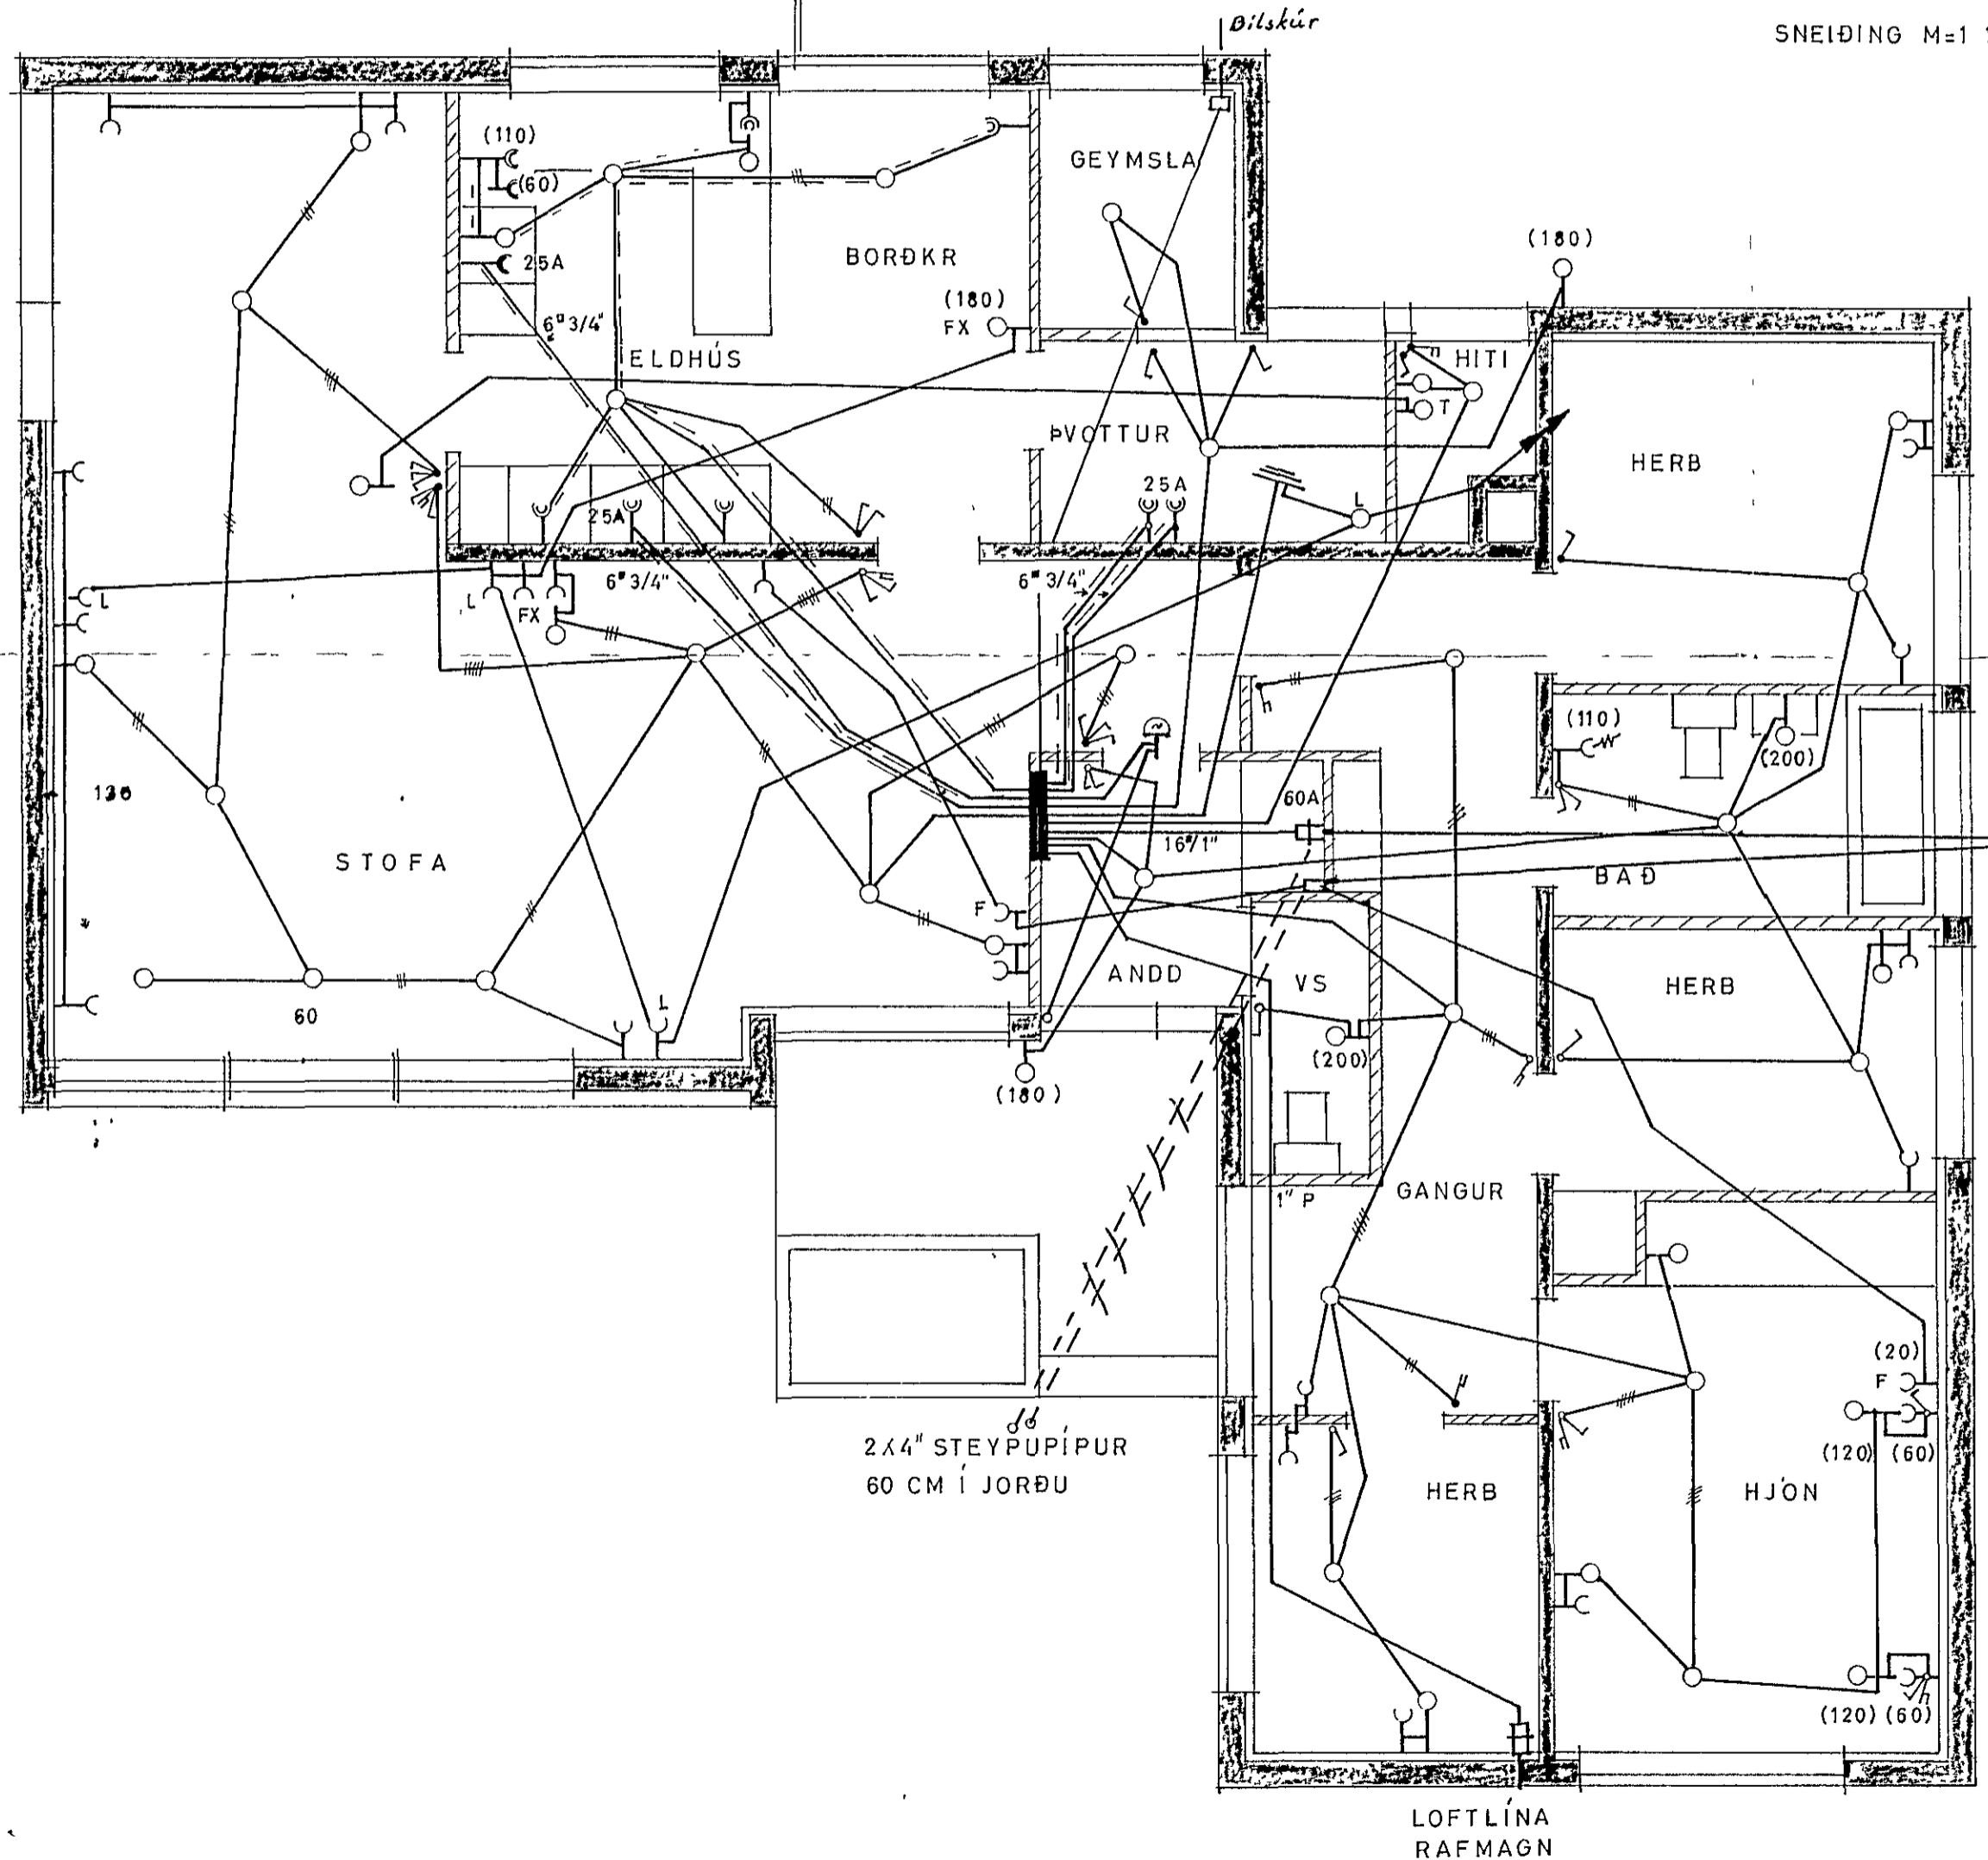 Bílskúr
SNEIÐING M=1
(110)
(60)
25A
6▫ 3/4"
ELDHÚS
BORÐKR
(180)
FX
GEYMSLA
(180)
HITI
T
ÞVOTTUR
25A
L
HERB
25A
6▫ 3/4"
6▫ 3/4"
L
FX
L
(110)
(200)
130
60A
16▫/1"
STOFA
BAÐ
F
ANDD
VS
HERB
L
60
(200)
(180)
1" P
GANGUR
(20)
F
(120) (60)
2X4" STEYPUPÍPUR
60 CM Í JORÐU
HERB
HJÓN
(120) (60)
LOFTLÍNA
RAFMAGN